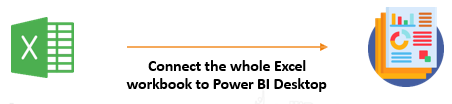 X
Connect the whole Excel
workbook to Power BI Desktop